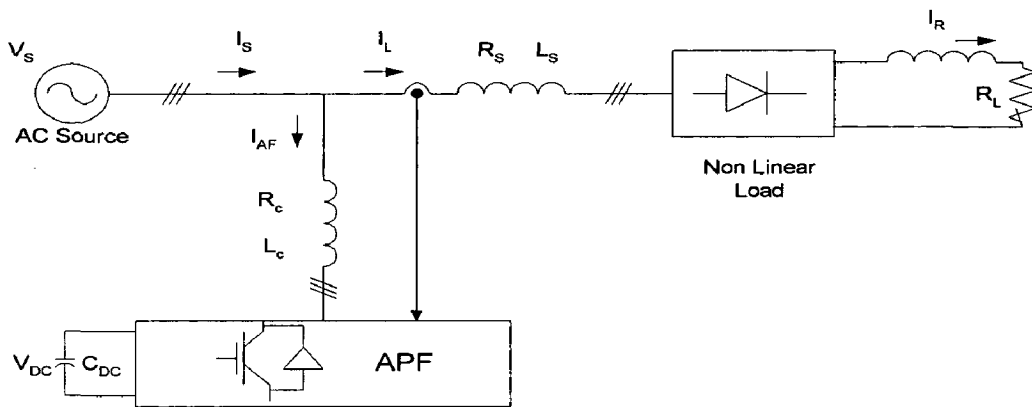 V_S
I_S
I_L
R_S L_S
I_R
R_L
AC Source
I_AF
Non Linear
Load
R_c
L_c
V_DC C_DC
APF